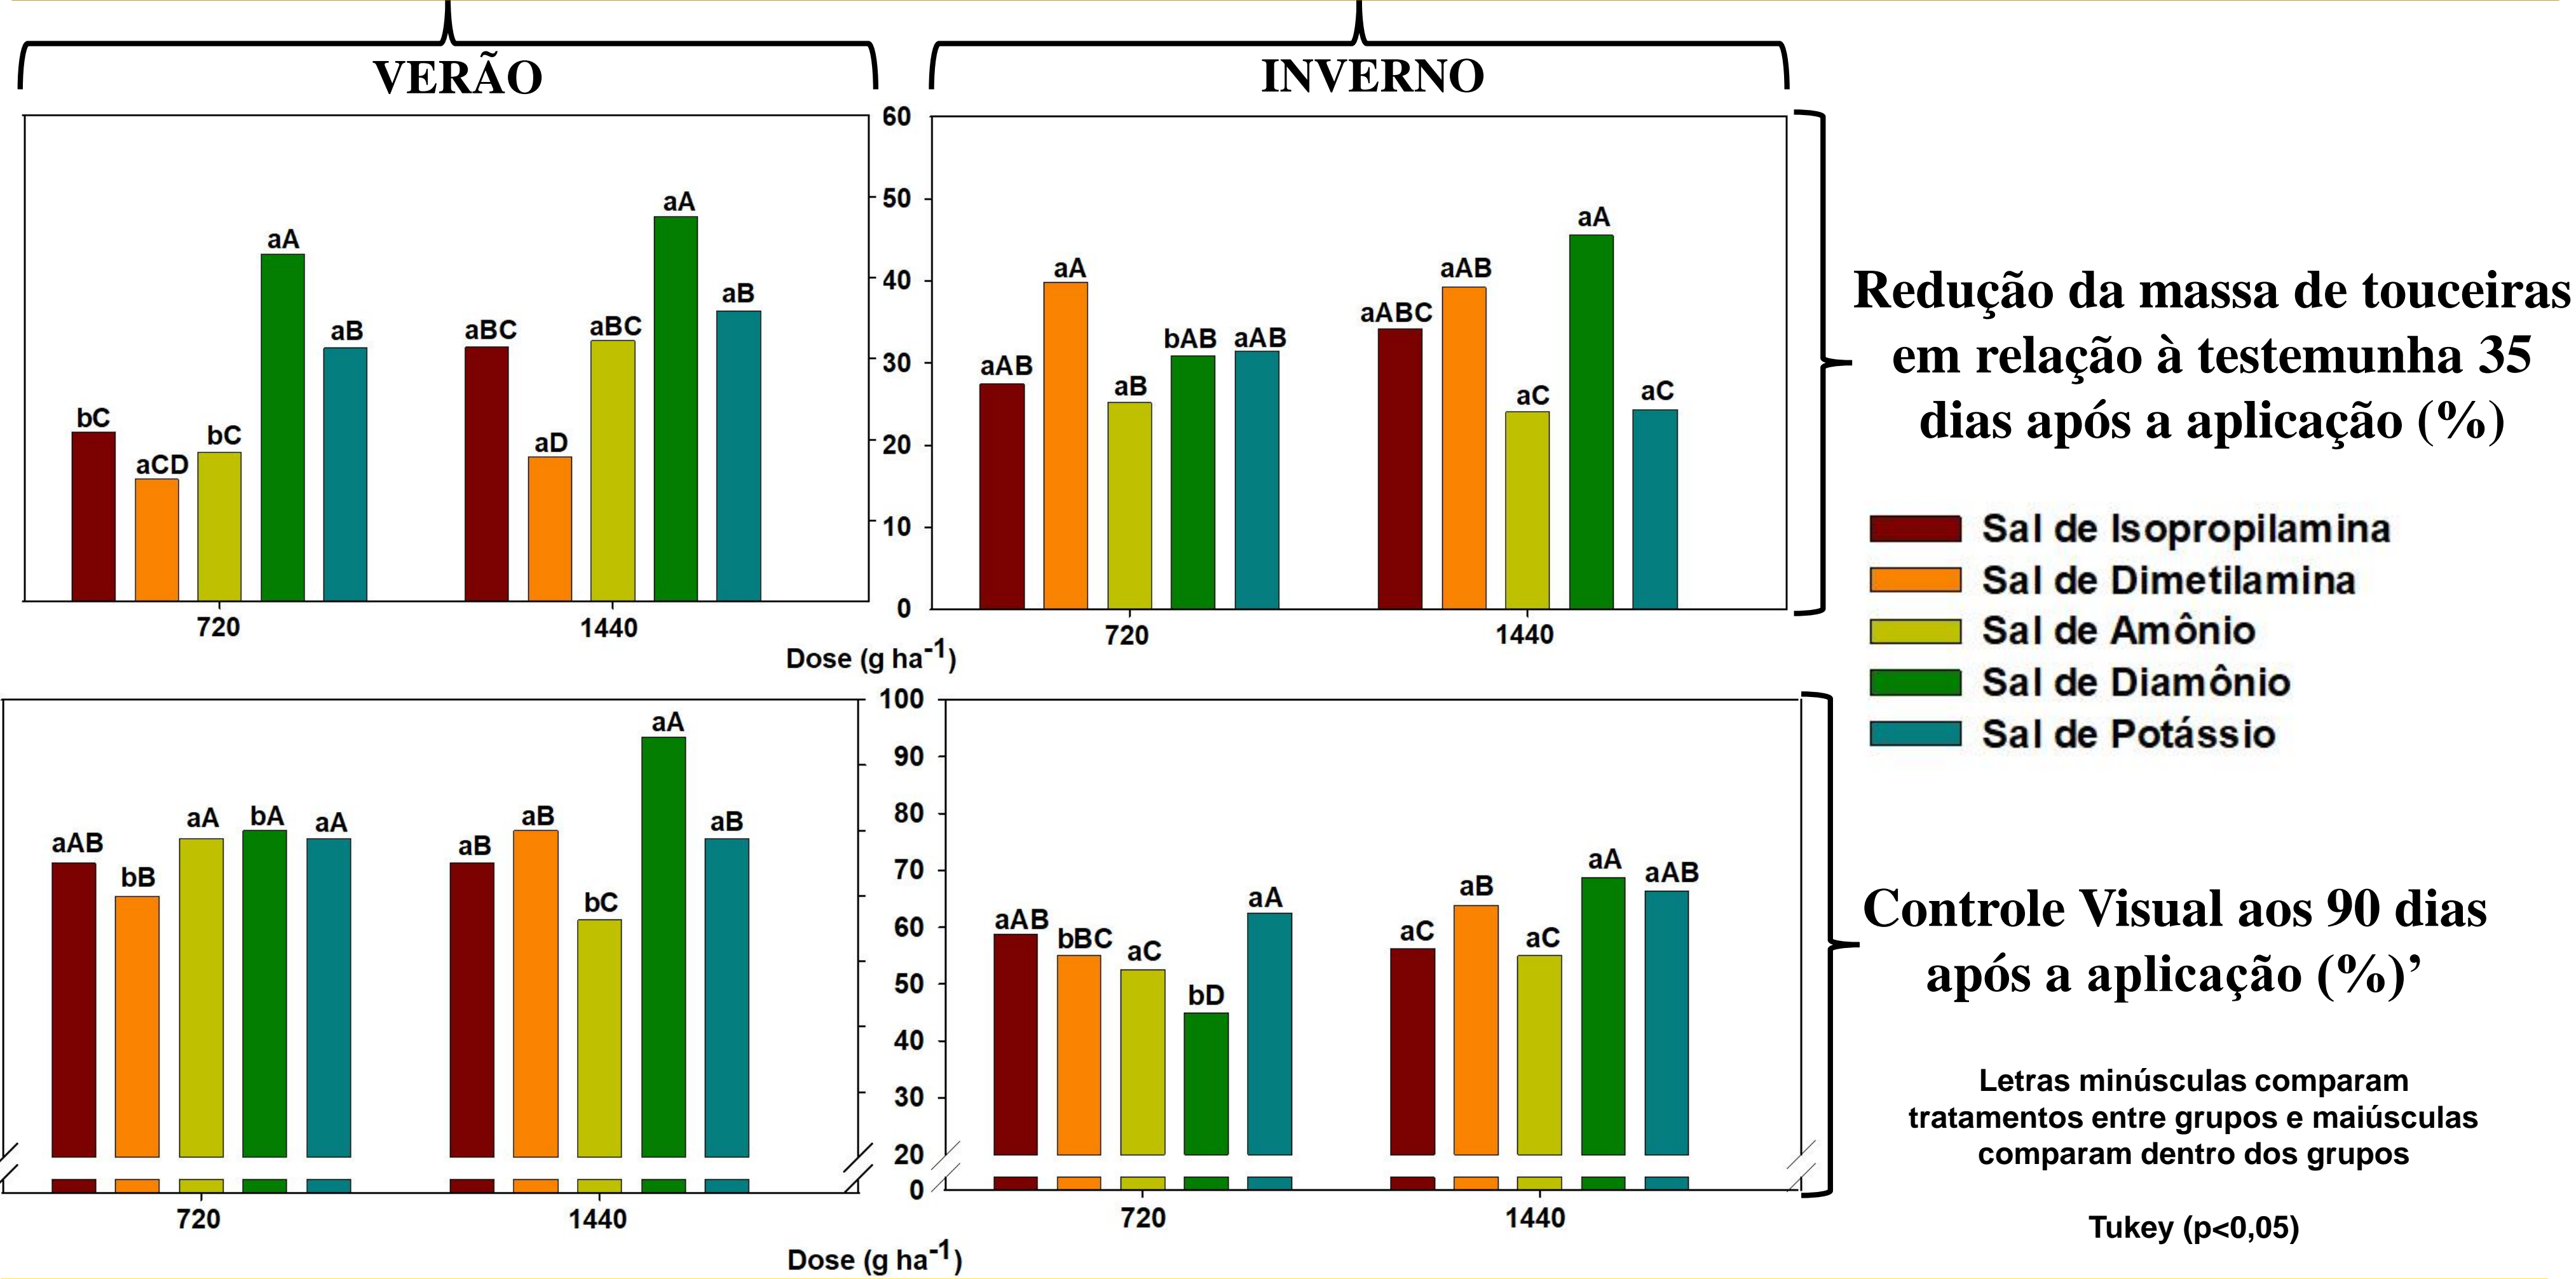 VERÃO
INVERNO
60
50
40
30
20
10
0
bC
aCD
bC
aA
aB
aBC
aD
aBC
aA
aB
aAB
aA
aB
bAB
aAB
aABC
aAB
aC
aA
aC
720
1440
720
1440
Dose (g ha-1)
Redução da massa de touceiras
em relação à testemunha 35
dias após a aplicação (%)
Sal de Isopropilamina
Sal de Dimetilamina
Sal de Amônio
Sal de Diamônio
Sal de Potássio
100
90
80
70
60
50
40
30
20
0
aAB
bB
aA
bA
aA
aB
aB
bC
aA
aB
aAB
bBC
aC
bD
aA
aC
aB
aC
aA
aAB
720
1440
720
1440
Dose (g ha-1)
Controle Visual aos 90 dias
após a aplicação (%)’
Letras minúsculas comparam
tratamentos entre grupos e maiúsculas
comparam dentro dos grupos
Tukey (p<0,05)